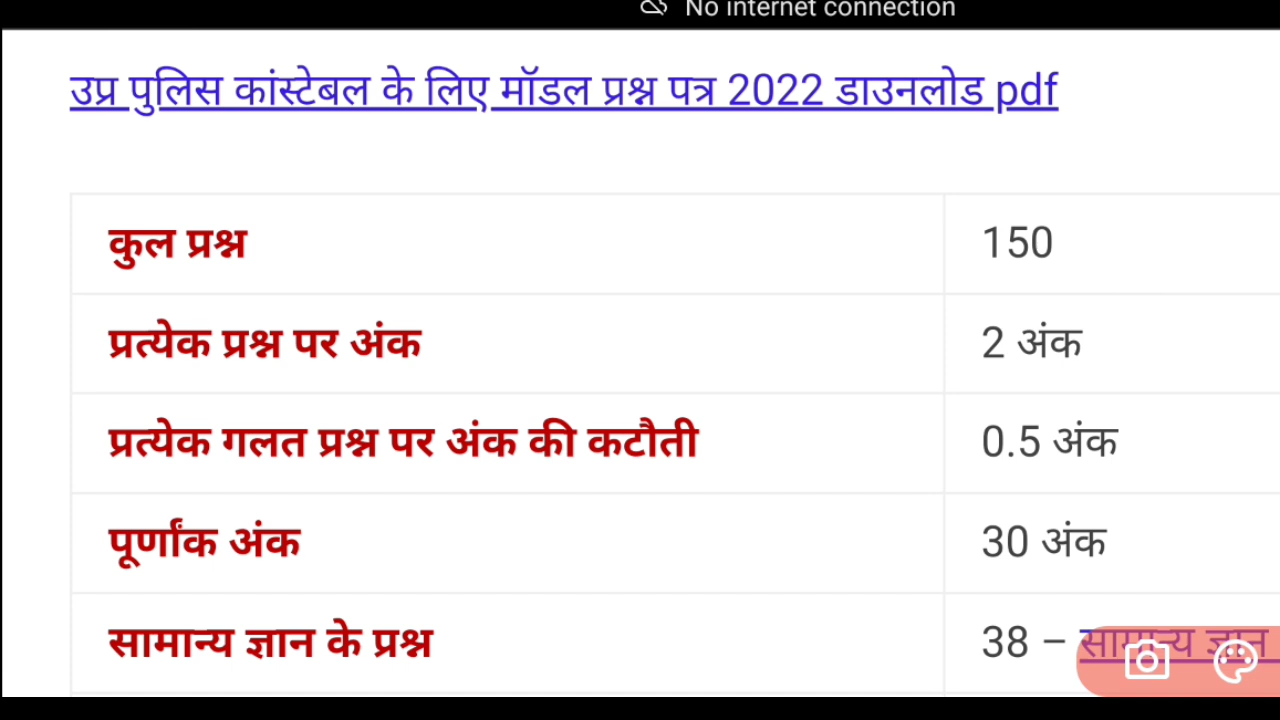 No internet connection
उप्र पुलिस कांस्टेबल के लिए मॉडल प्रश्न पत्र 2022 डाउनलोड pdf
कुल प्रश्न 150
प्रत्येक प्रश्न पर अंक 2 अंक
प्रत्येक गलत प्रश्न पर अंक की कटौती 0.5 अंक
पूर्णांक अंक 30 अंक
सामान्य ज्ञान के प्रश्न 38 – सामान्य ज्ञान